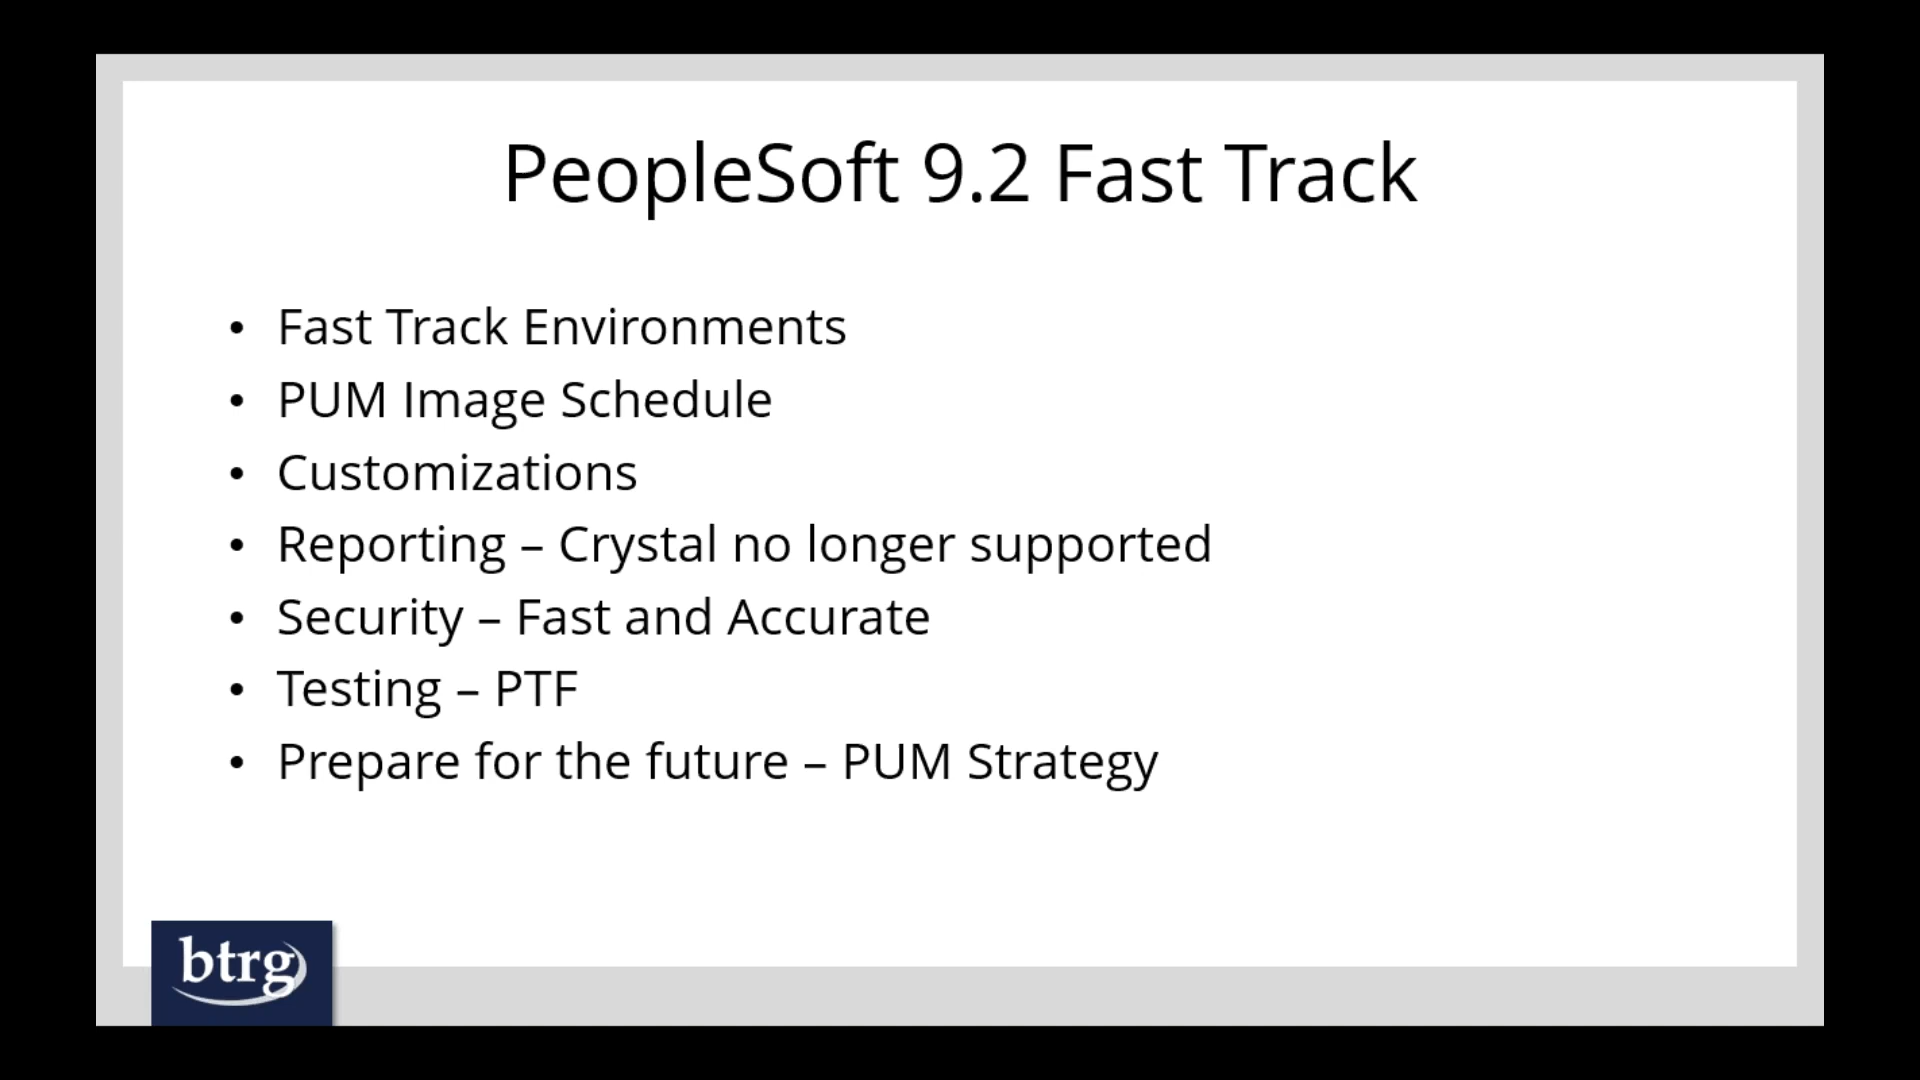 PeopleSoft 9.2 Fast Track
• Fast Track Environments
• PUM Image Schedule
• Customizations
• Reporting – Crystal no longer supported
• Security – Fast and Accurate
• Testing – PTF
• Prepare for the future – PUM Strategy
btrg